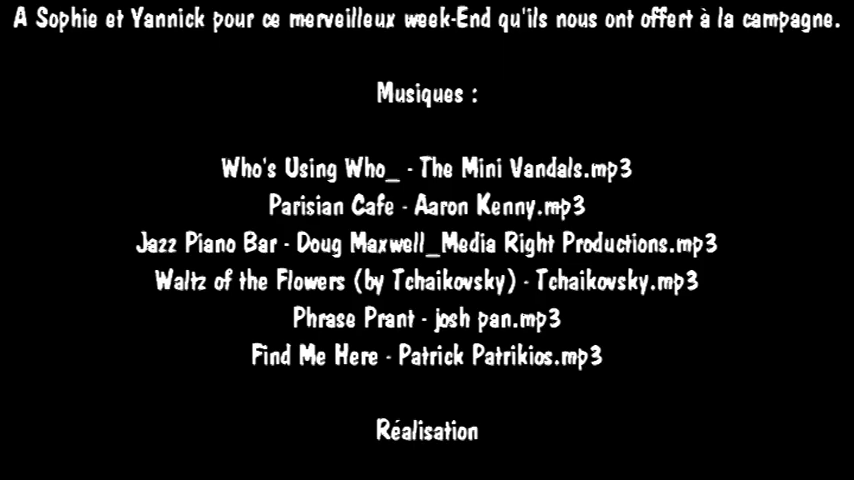 A Sophie et Yannick pour ce merveilleux week-End qu'ils nous ont offert à la campagne.
Musiques :
Who's Using Who_ - The Mini Vandals.mp3
Parisian Cafe - Aaron Kenny.mp3
Jazz Piano Bar - Doug Maxwell_Media Right Productions.mp3
Waltz of the Flowers (by Tchaikovsky) - Tchaikovsky.mp3
Phrase Prant - josh pan.mp3
Find Me Here - Patrick Patrikios.mp3
Réalisation